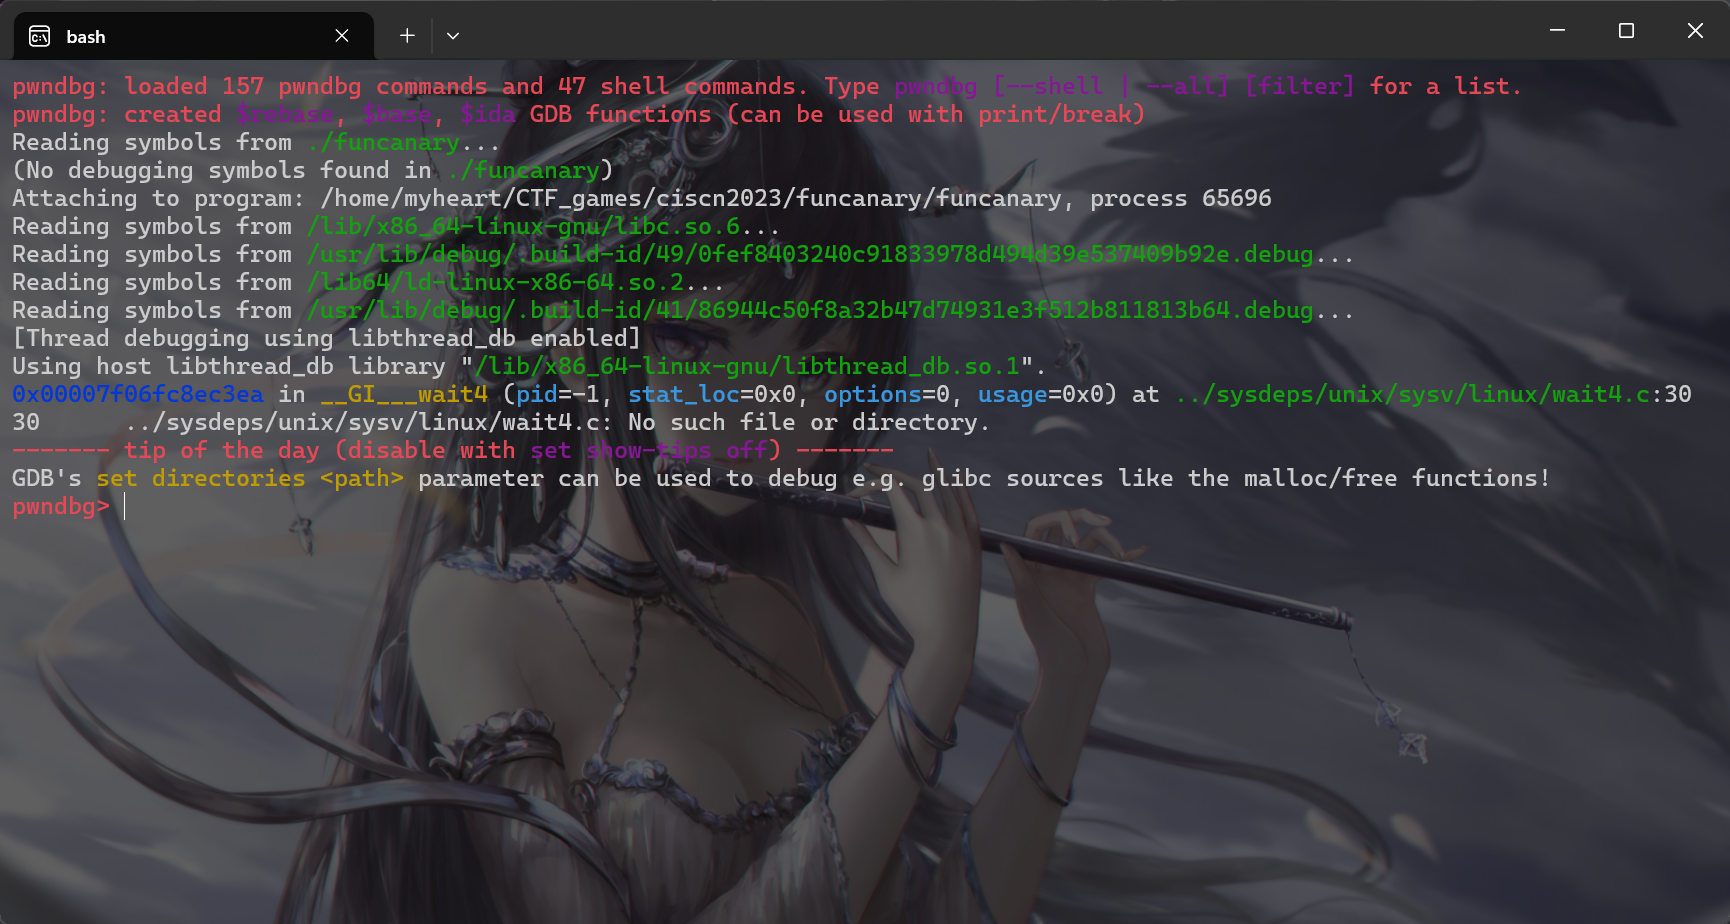 bash
pwndbg: loaded 157 pwndbg commands and 47 shell commands. Type pwndbg [--shell | --all] [filter] for a list.
pwndbg: created $rebase, $base, $ida GDB functions (can be used with print/break)
Reading symbols from ./funcanary...
(No debugging symbols found in ./funcanary)
Attaching to program: /home/myheart/CTF_games/ciscn2023/funcanary/funcanary, process 65696
Reading symbols from /lib/x86_64-linux-gnu/libc.so.6...
Reading symbols from /usr/lib/debug/.build-id/49/0fef8403240c91833978d494d39e537409b92e.debug...
Reading symbols from /lib64/ld-linux-x86-64.so.2...
Reading symbols from /usr/lib/debug/.build-id/41/86944c50f8a32b47d74931e3f512b811813b64.debug...
[Thread debugging using libthread_db enabled]
Using host libthread_db library "/lib/x86_64-linux-gnu/libthread_db.so.1".
0x00007f06fc8ec3ea in __GI___wait4 (pid=-1, stat_loc=0x0, options=0, usage=0x0) at ../sysdeps/unix/sysv/linux/wait4.c:30
30      ../sysdeps/unix/sysv/linux/wait4.c: No such file or directory.
------- tip of the day (disable with set show-tips off) -------
GDB's set directories <path> parameter can be used to debug e.g. glibc sources like the malloc/free functions!
pwndbg>